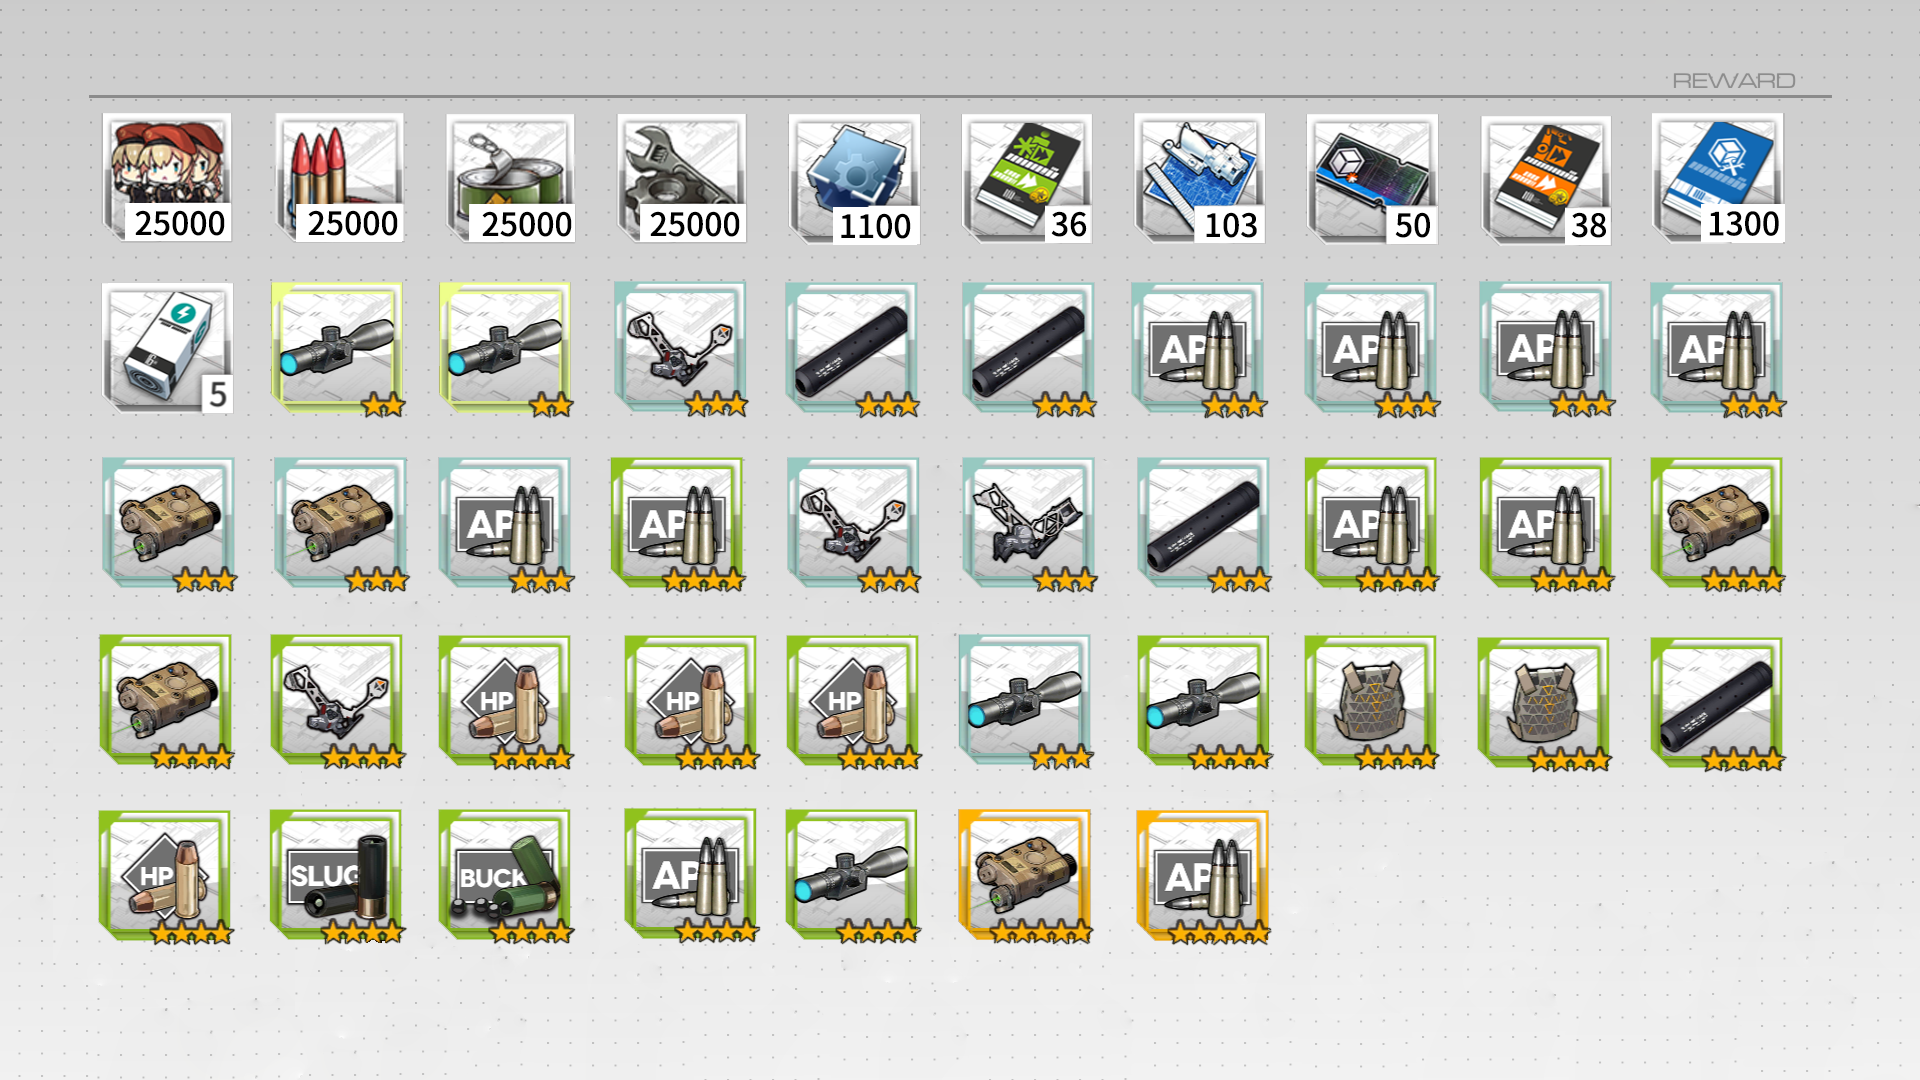 REWARD
25000 25000 25000 25000 1100 36 103 50 38 1300
5 AP AP AP AP
AP AP AP AP
HP HP HP
HP SLUG BUCK AP AP